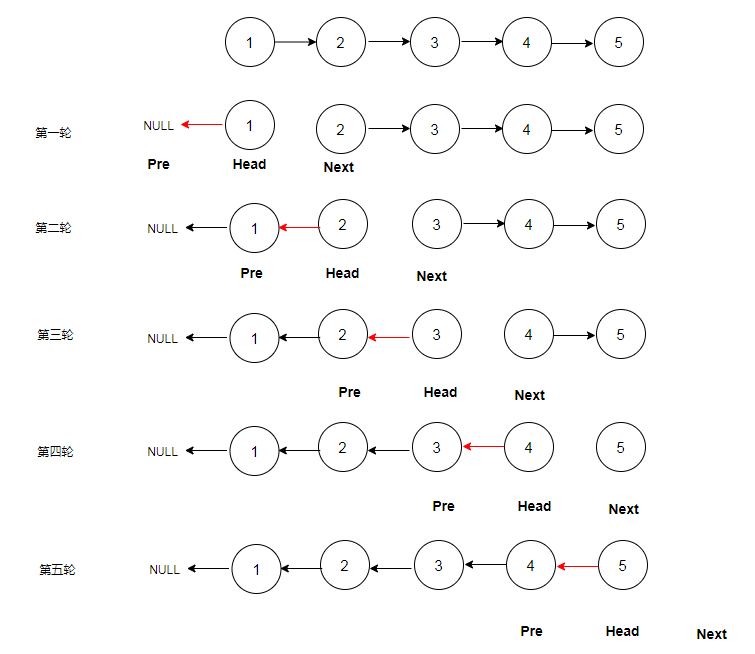 1 2 3 4 5
第一轮 NULL 1 2 3 4 5
Pre Head Next
第二轮 NULL 1 2 3 4 5
Pre Head Next
第三轮 NULL 1 2 3 4 5
Pre Head Next
第四轮 NULL 1 2 3 4 5
Pre Head Next
第五轮 NULL 1 2 3 4 5
Pre Head Next